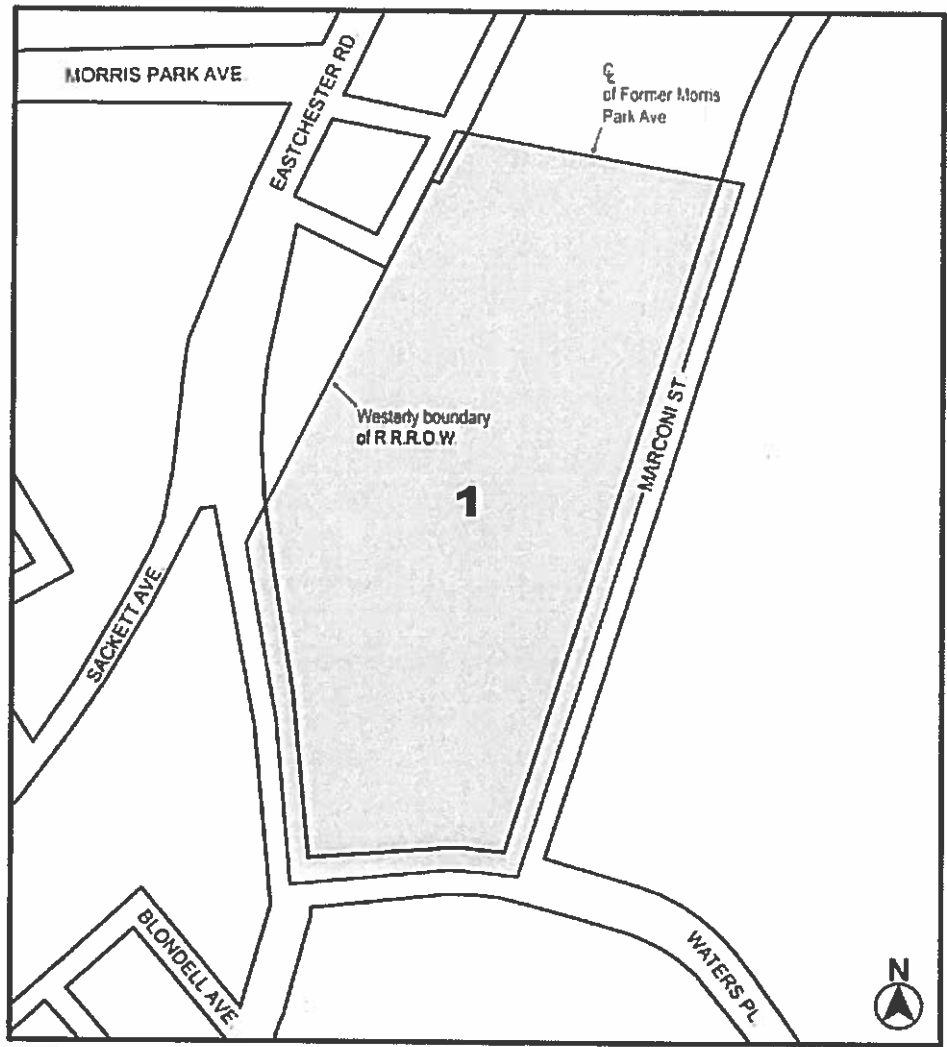 MORRIS PARK AVE
EASTCHESTER RD
℄
of Former Morris
Park Ave
Westerly boundary
of R.R.R.O.W.
1
MARCONI ST
SACKETT AVE
BLONDELL AVE
WATERS PL
N